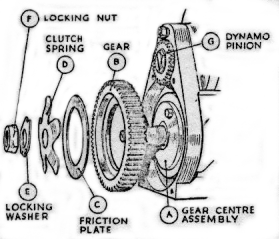 F LOCKING NUT
CLUTCH
SPRING
D
GEAR
B
G DYNAMO
PINION
E
LOCKING
WASHER
C
FRICTION
PLATE
A GEAR CENTRE
ASSEMBLY